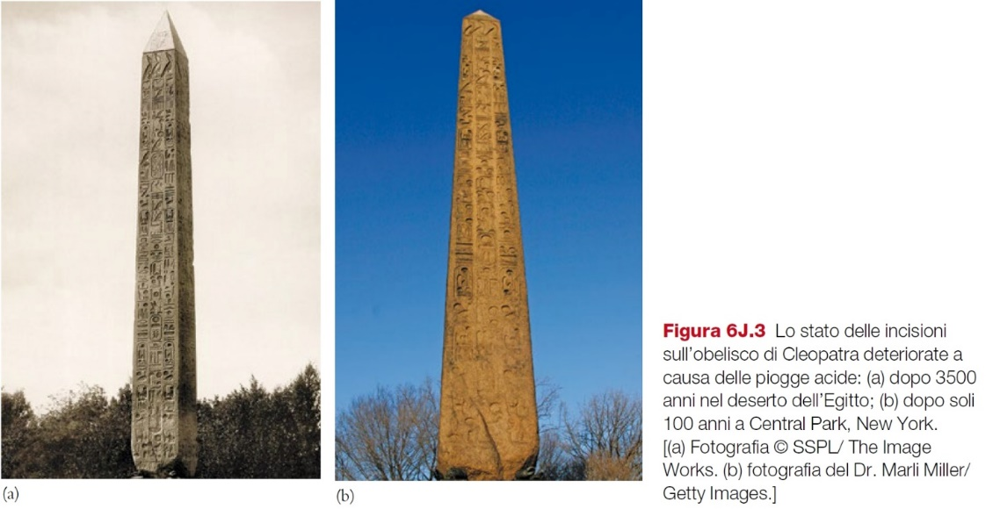 (a)
(b)
Figura 6J.3 Lo stato delle incisioni
sull'obelisco di Cleopatra deteriorate a
causa delle piogge acide: (a) dopo 3500
anni nel deserto dell'Egitto; (b) dopo soli
100 anni a Central Park, New York.
[(a) Fotografia © SSPL/ The Image
Works. (b) fotografia del Dr. Marli Miller/
Getty Images.]